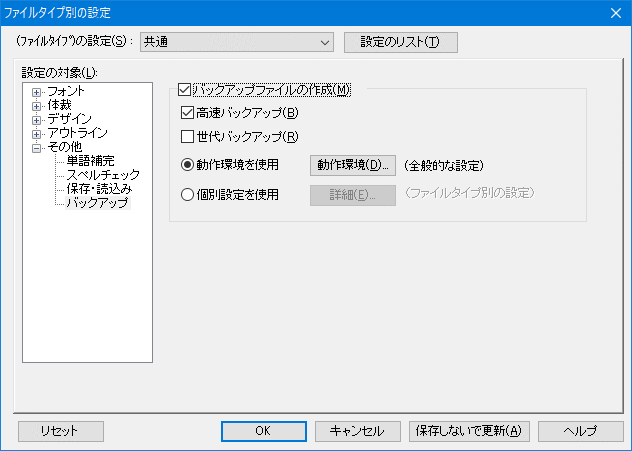 ファイルタイプ別の設定
(ﾌｧｲﾙﾀｲﾌﾟ)の設定(S)： 共通 設定のリスト(T)
設定の対象(L):
フォント
体裁
デザイン
アウトライン
その他
単語補完
スペルチェック
保存・読込み
バックアップ
バックアップファイルの作成(M)
高速バックアップ(B)
世代バックアップ(R)
動作環境を使用 動作環境(D)... (全般的な設定)
個別設定を使用 詳細(E)... (ファイルタイプ別の設定)
リセット OK キャンセル 保存しないで更新(A) ヘルプ